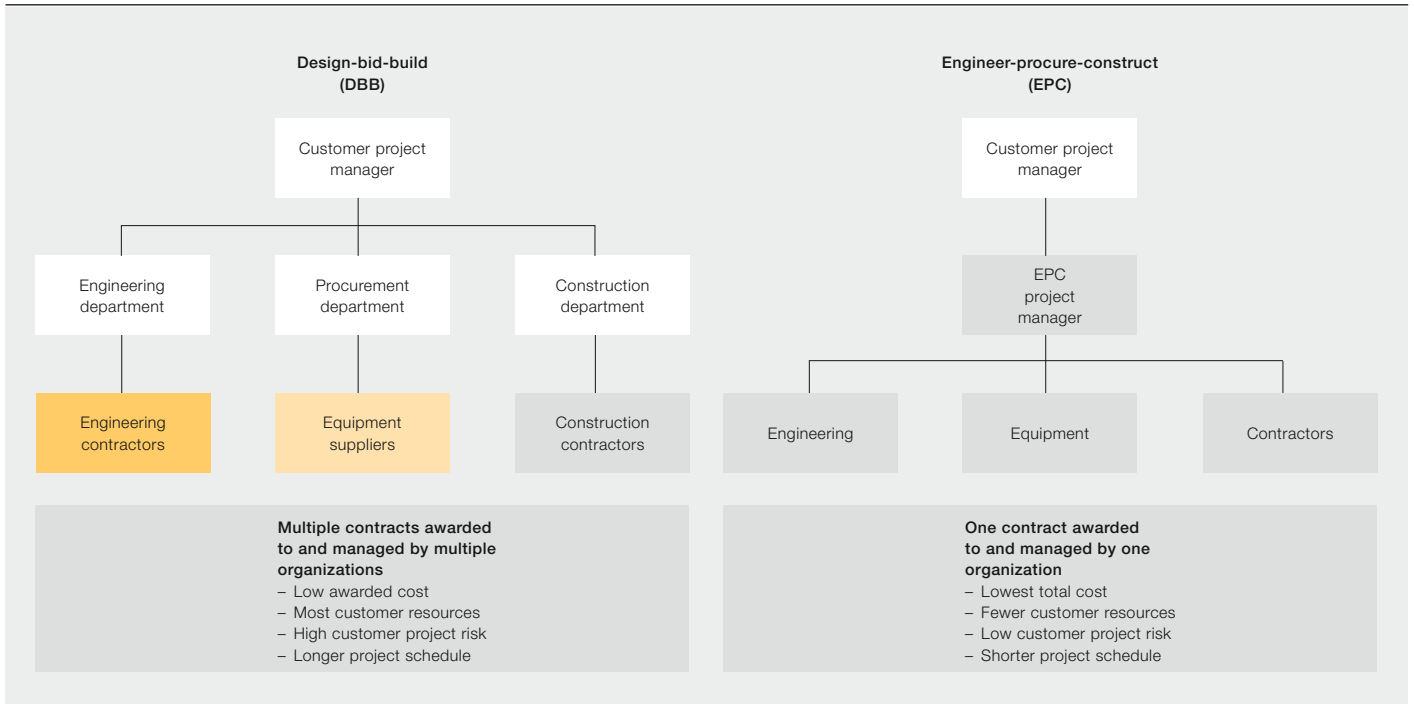 Design-bid-build
(DBB)
Customer project
manager
Engineering
department
Procurement
department
Construction
department
Engineering
contractors
Equipment
suppliers
Construction
contractors
Multiple contracts awarded
to and managed by multiple
organizations
– Low awarded cost
– Most customer resources
– High customer project risk
– Longer project schedule
Engineer-procure-construct
(EPC)
Customer project
manager
EPC
project
manager
Engineering
Equipment
Contractors
One contract awarded
to and managed by one
organization
– Lowest total cost
– Fewer customer resources
– Low customer project risk
– Shorter project schedule